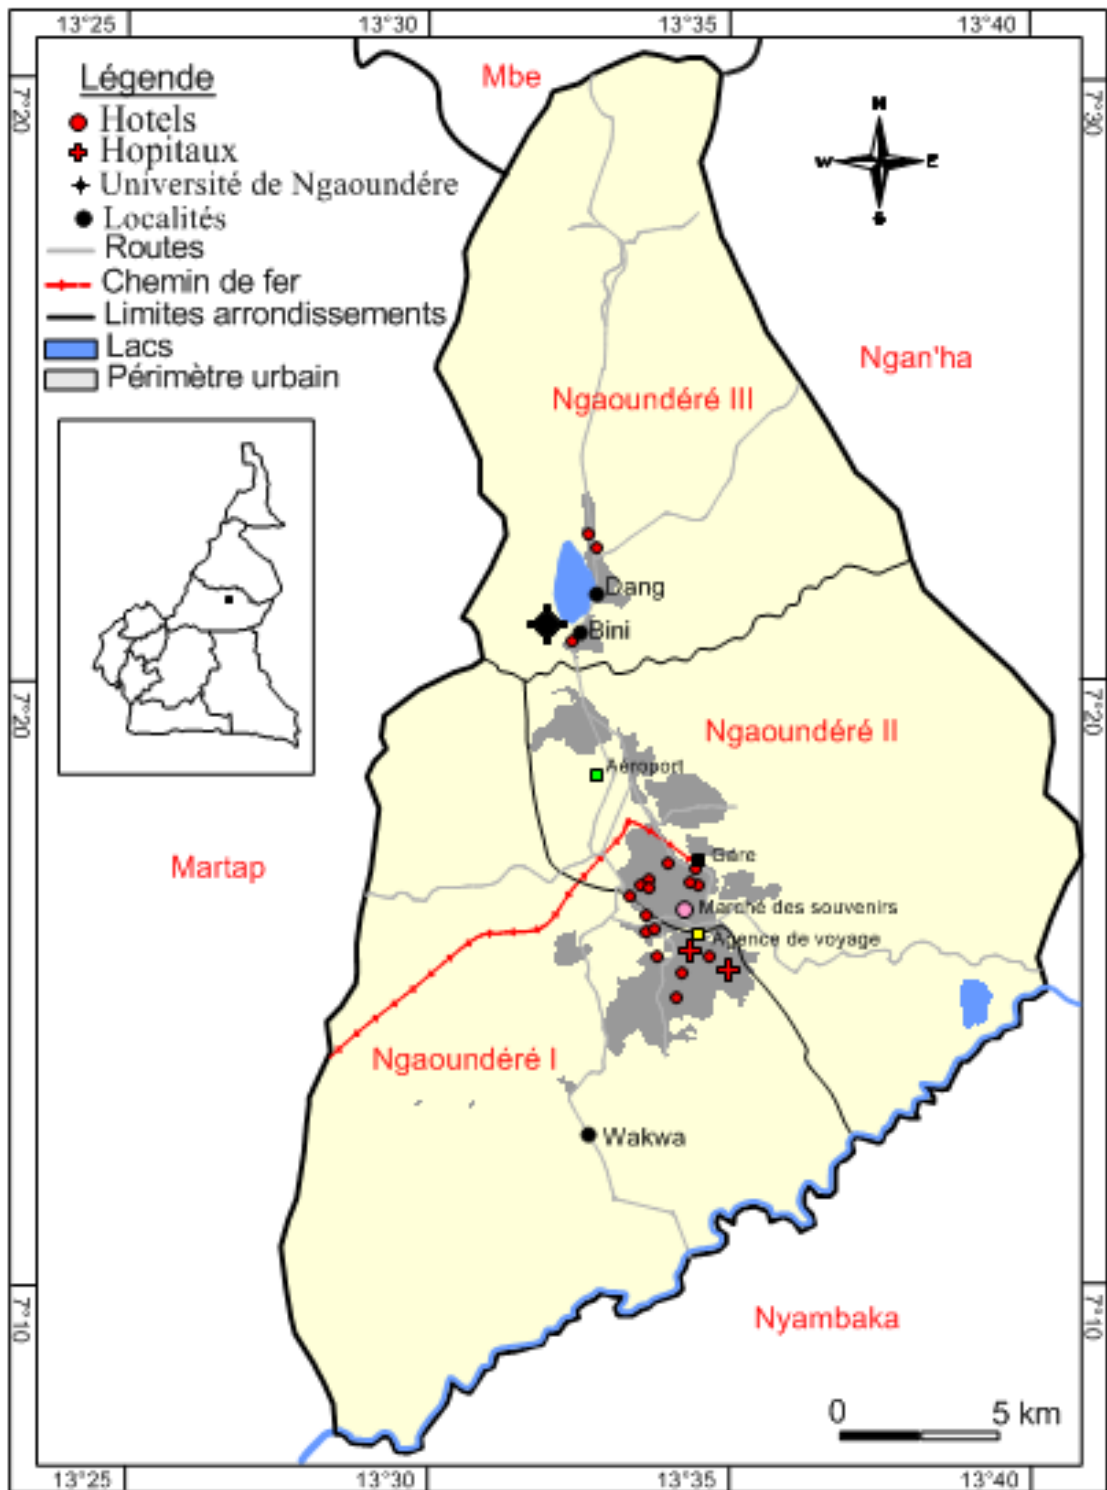 13°25 13°30 13°35 13°40
7°20
7°30
Légende
Hotels
Hopitaux
Université de Ngaoundére
Localités
Routes
Chemin de fer
Limites arrondissements
Lacs
Périmètre urbain
Mbe
N
W E
S
Ngan'ha
Ngaoundéré III
Dang
Bini
7°20
7°20
Ngaoundéré II
Aéroport
Martap
Gare
Marché des souvenirs
Agence de voyage
Ngaoundéré I
Wakwa
7°10
7°10
Nyambaka
0 5 km
13°25 13°30 13°35 13°40